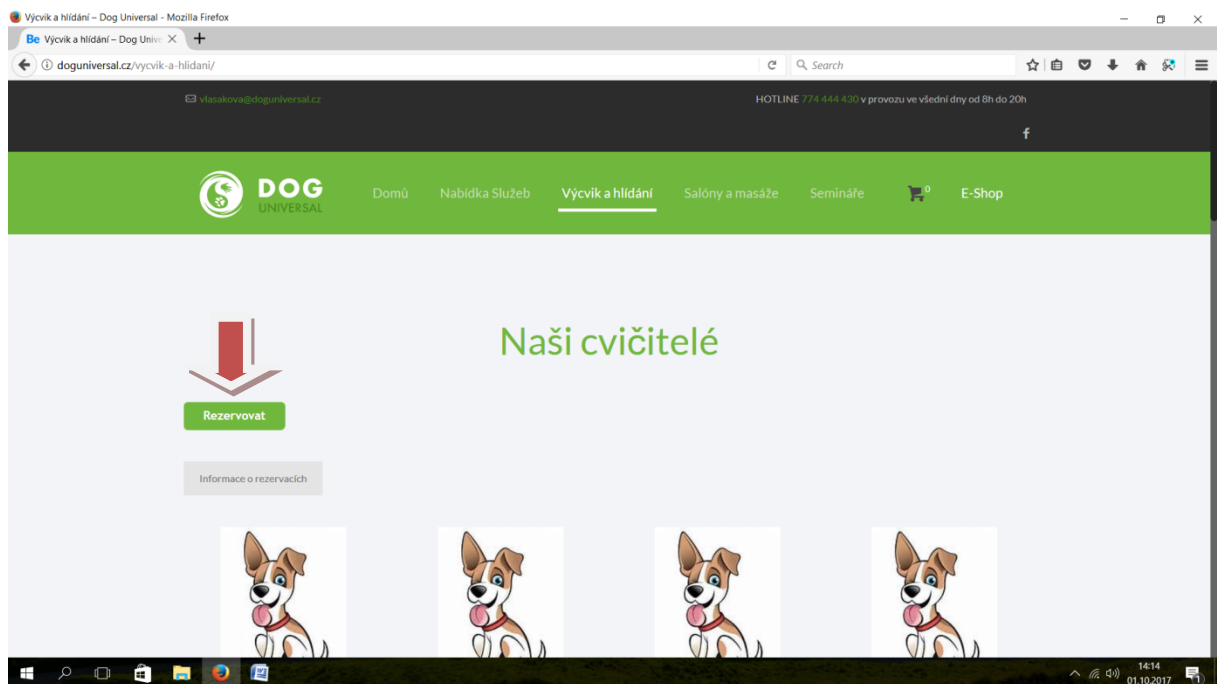 Výcvik a hlídání – Dog Universal - Mozilla Firefox
Be Výcvik a hlídání – Dog Unive
doguniversal.cz/vycvik-a-hlidani/
Search
vlasakova@doguniversal.cz
HOTLINE 774 444 430 v provozu ve všední dny od 8h do 20h
f
DOG
UNIVERSAL
Domů Nabídka Služeb Výcvik a hlídání Salóny a masáže Semináře 0 E-Shop
Naši cvičitelé
Rezervovat
Informace o rezervacích
14:14
01.10.2017